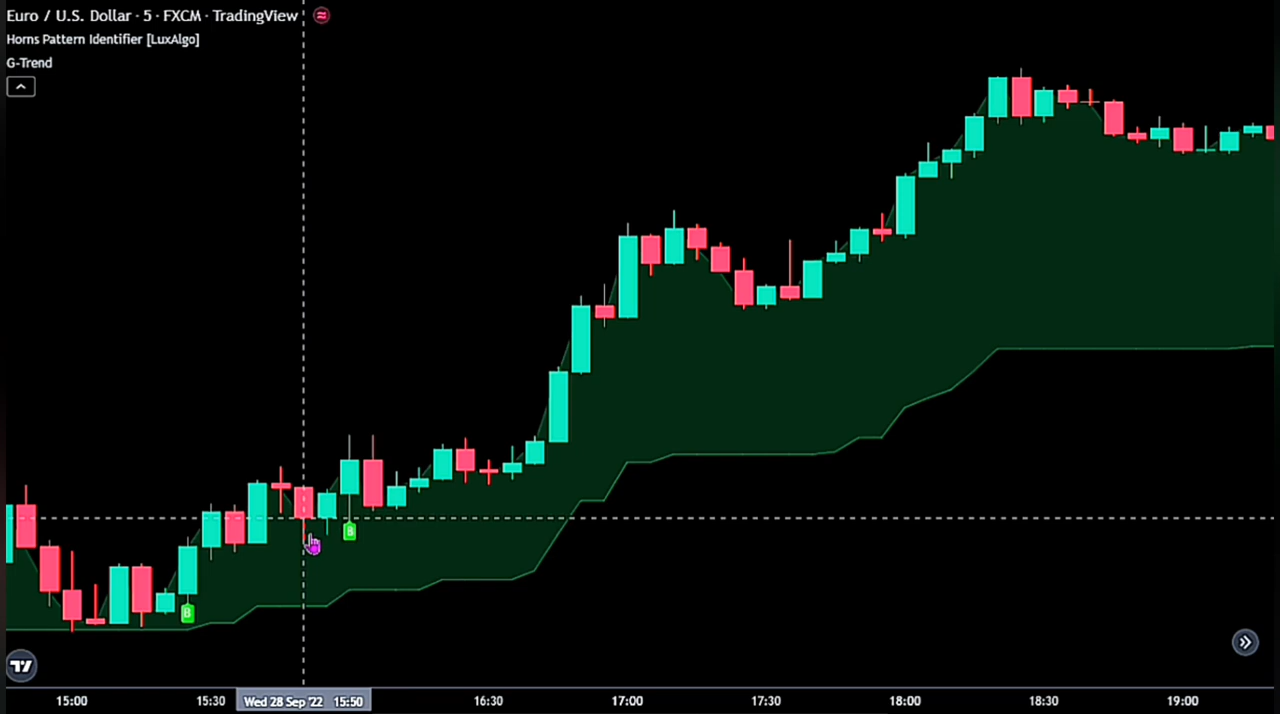 Euro / U.S. Dollar · 5 · FXCM · TradingView
Horns Pattern Identifier [LuxAlgo]
G-Trend
B
B
15:00 15:30 Wed 28 Sep '22 15:50 16:30 17:00 17:30 18:00 18:30 19:00